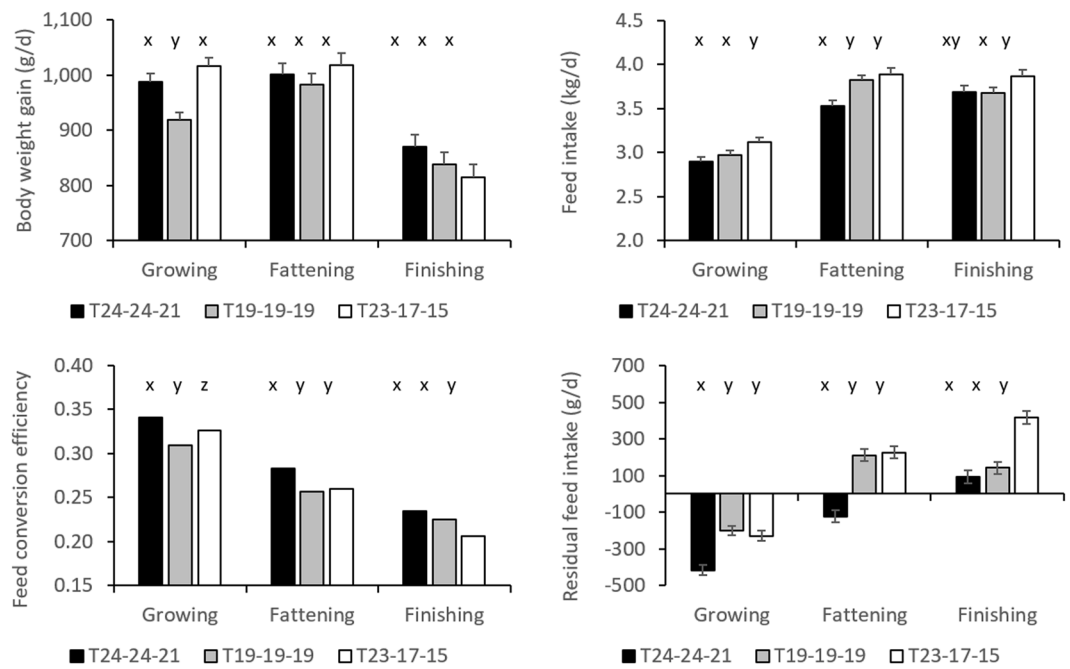 Body weight gain (g/d)
1,100
1,000
900
800
700
x y x x x x x x x
Growing Fattening Finishing
T24-24-21 T19-19-19 T23-17-15
Feed intake (kg/d)
4.5
4.0
3.5
3.0
2.5
2.0
x x y x y y xy x y
Growing Fattening Finishing
T24-24-21 T19-19-19 T23-17-15
Feed conversion efficiency
0.40
0.35
0.30
0.25
0.20
0.15
x y z x y y x x y
Growing Fattening Finishing
T24-24-21 T19-19-19 T23-17-15
Residual feed intake (g/d)
700
500
300
100
-100
-300
-500
x y y x y y x x y
Growing Fattening Finishing
T24-24-21 T19-19-19 T23-17-15